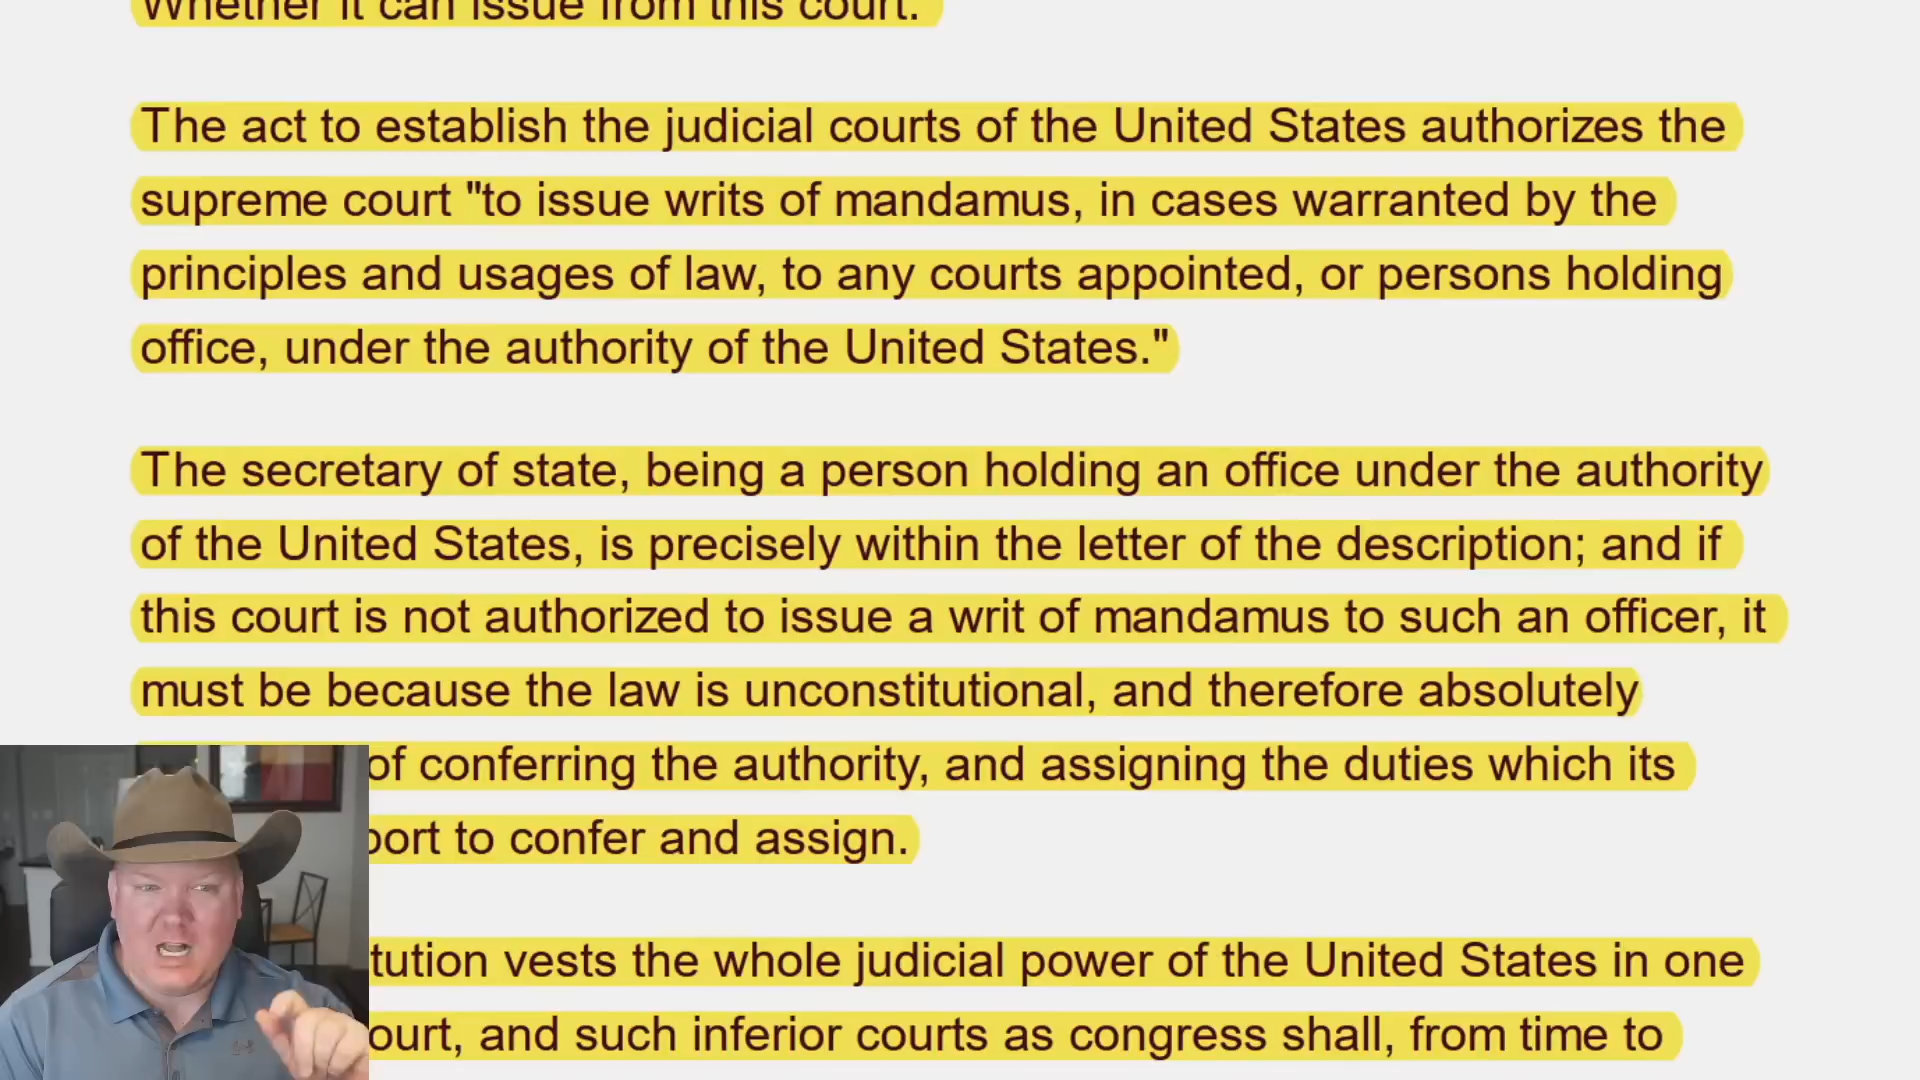 Whether it can issue from this court.
The act to establish the judicial courts of the United States authorizes the
supreme court "to issue writs of mandamus, in cases warranted by the
principles and usages of law, to any courts appointed, or persons holding
office, under the authority of the United States."
The secretary of state, being a person holding an office under the authority
of the United States, is precisely within the letter of the description; and if
this court is not authorized to issue a writ of mandamus to such an officer, it
must be because the law is unconstitutional, and therefore absolutely
of conferring the authority, and assigning the duties which its
port to confer and assign.
tution vests the whole judicial power of the United States in one
ourt, and such inferior courts as congress shall, from time to